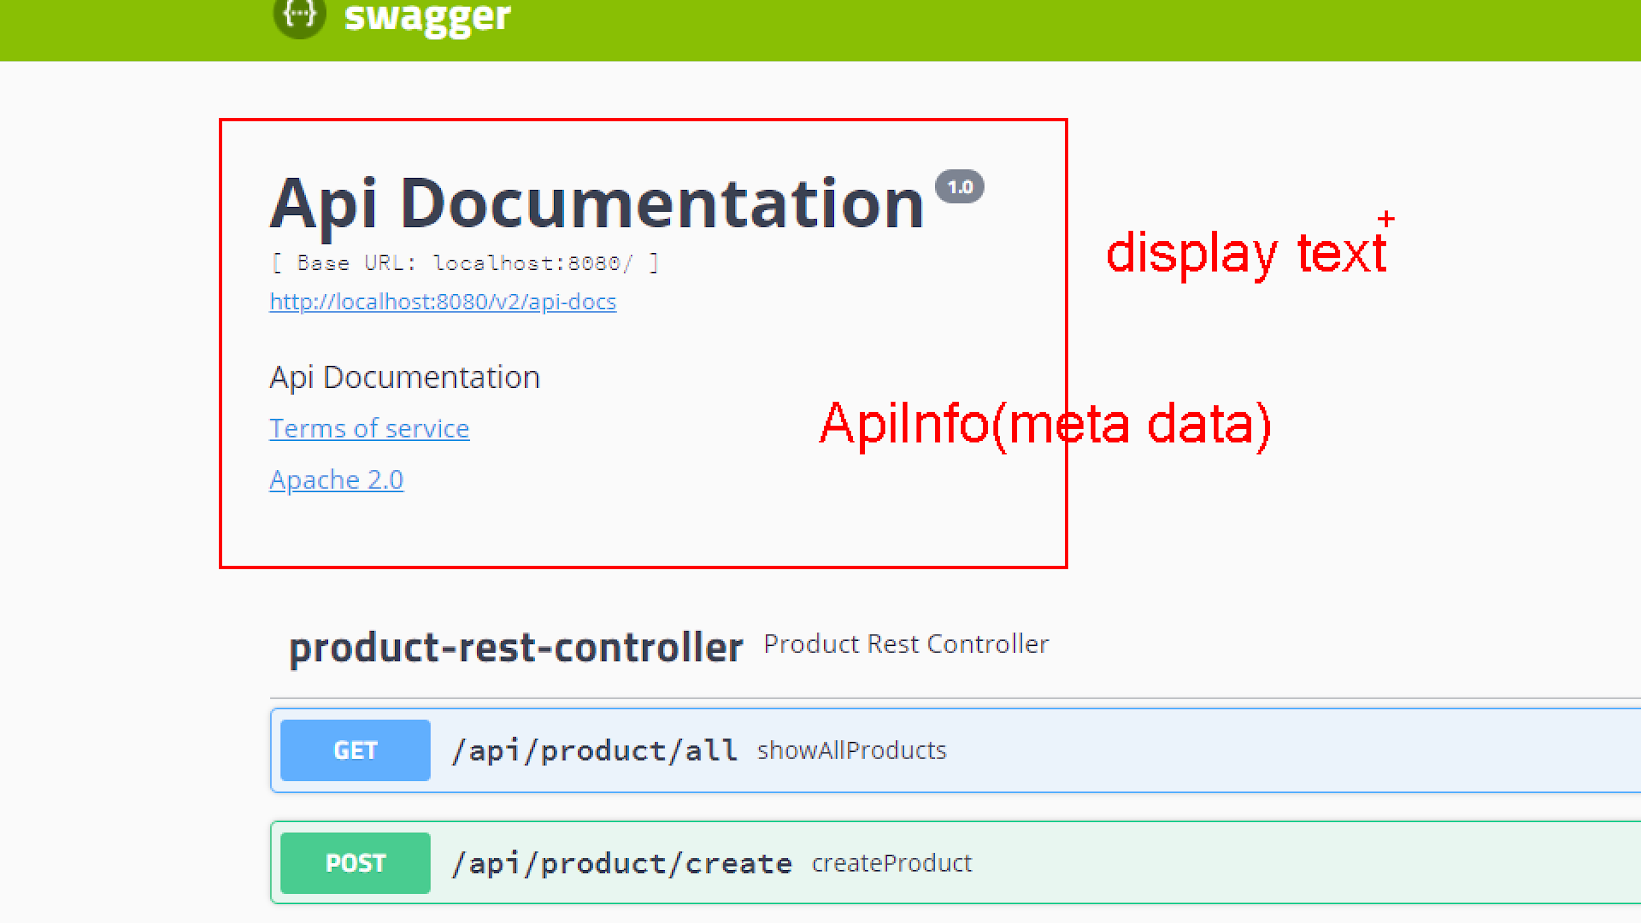 swagger
Api Documentation 1.0
[ Base URL: localhost:8080/ ]
http://localhost:8080/v2/api-docs
display text
Api Documentation
Terms of service
Apache 2.0
ApiInfo(meta data)
product-rest-controller Product Rest Controller
GET /api/product/all showAllProducts
POST /api/product/create createProduct